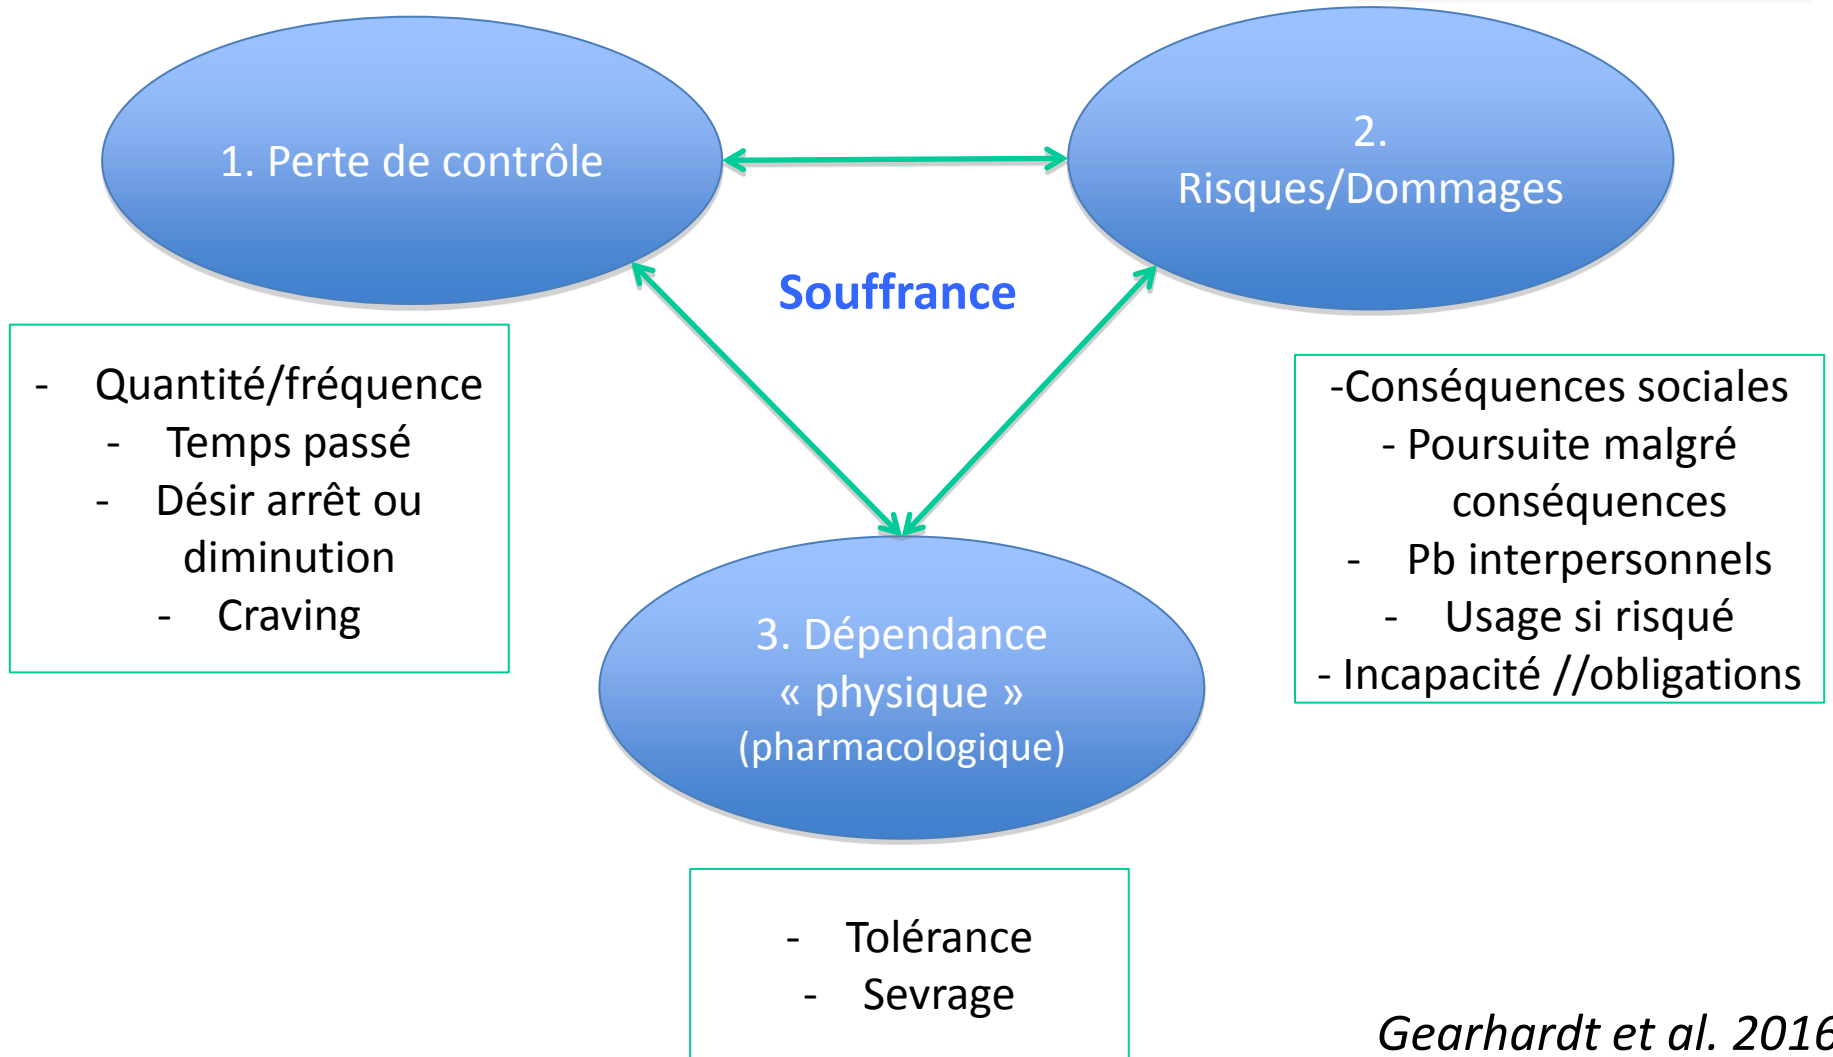 1. Perte de contrôle
2.
Risques/Dommages
Souffrance
- Quantité/fréquence
- Temps passé
- Désir arrêt ou
diminution
- Craving
-Conséquences sociales
- Poursuite malgré
conséquences
- Pb interpersonnels
- Usage si risqué
- Incapacité //obligations
3. Dépendance
« physique »
(pharmacologique)
- Tolérance
- Sevrage
Gearhardt et al. 2016